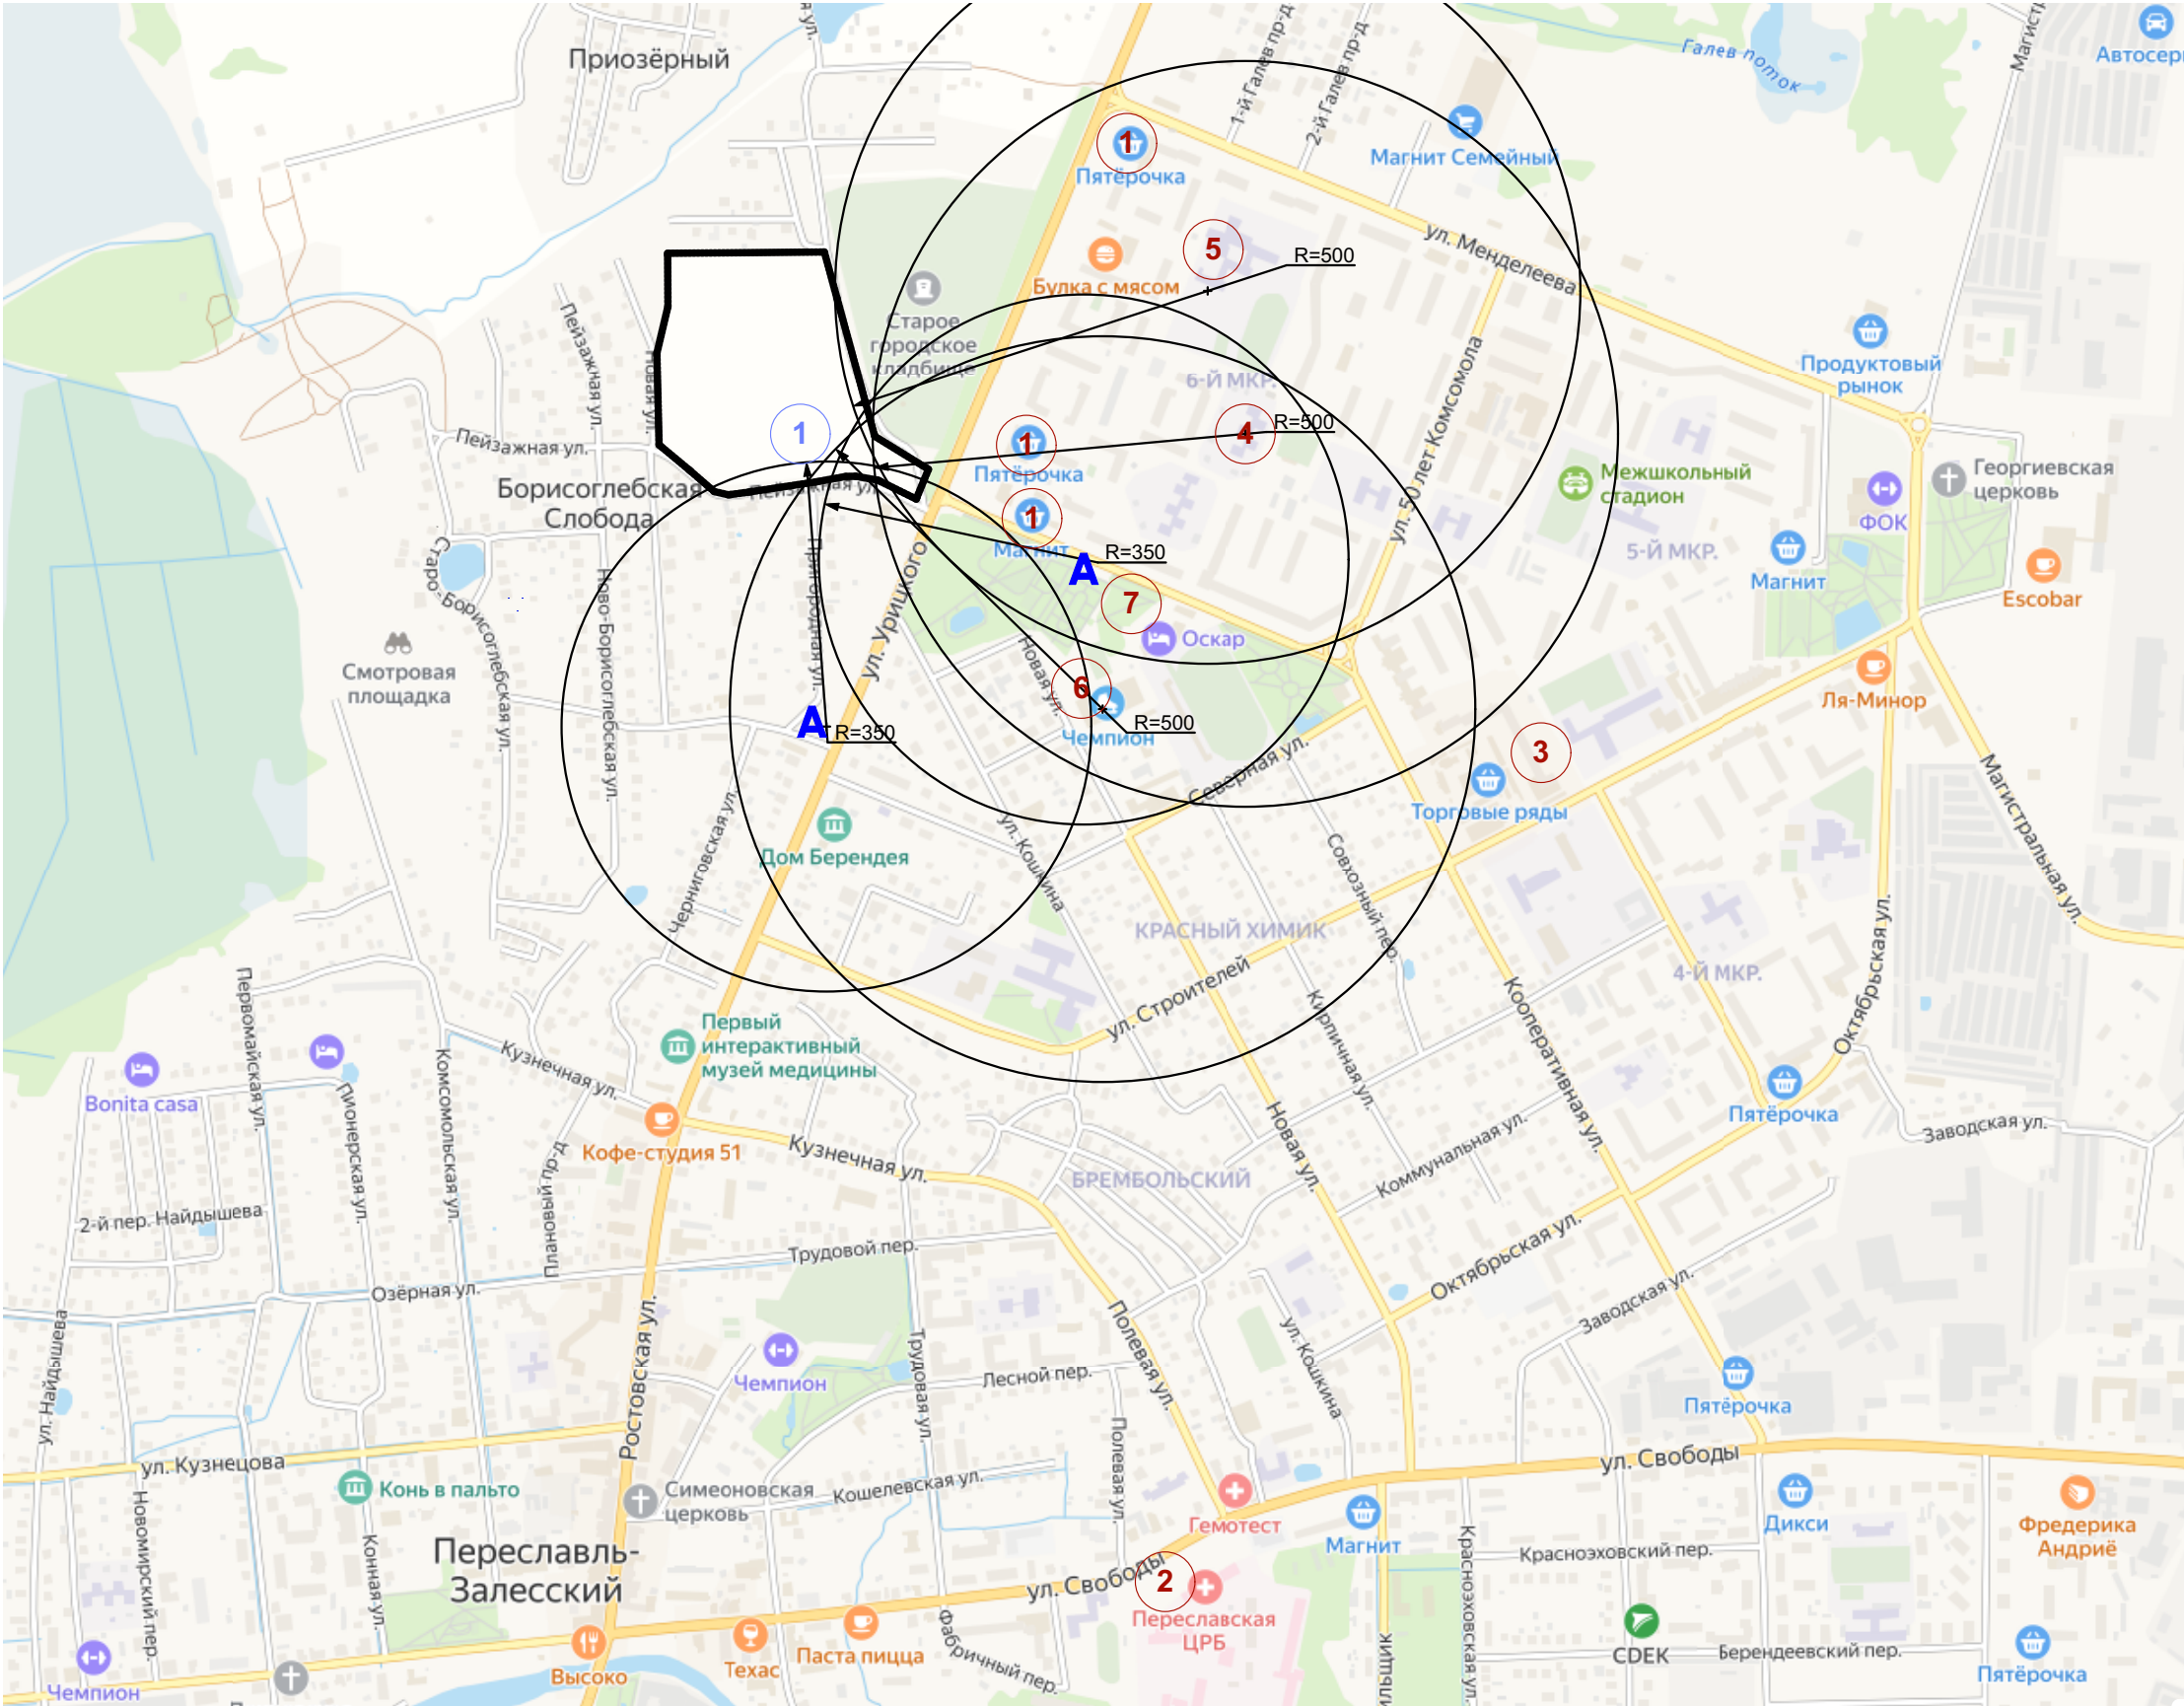 Приозёрный
Галев поток
Магистр
Автосер
1-й Галев пр-д
2-й Галев пр-д
1
Пятёрочка
Магнит Семейный
ул. Менделеева
5
R=500
Булка с мясом
Старое
городское
кладбище
Пейзажная ул.
Новая ул.
6-Й МКР.
ул. 50 лет Комсомола
Продуктовый
рынок
1
4
R=500
1
Пятёрочка
Пейзажная ул.
Борисоглебская
Слобода
Пейзажная ул.
1
Магнит
Межшкольный
стадион
5-Й МКР.
ФОК
Георгиевская
церковь
Магнит
Escobar
R=350
A
7
Оскар
Старо-Борисоглебская ул.
Ново-Борисоглебская ул.
Пригородная ул.
ул. Урицкого
Новая ул.
Смотровая
площадка
6
R=500
Чемпион
A
R=350
Ля-Минор
3
Торговые ряды
Северная ул.
Магистральная ул.
Дом Берендея
Черниговская ул.
ул. Кошкина
Совхозный пер.
КРАСНЫЙ ХИМИК
4-Й МКР.
ул. Строителей
Кирпичная ул.
Кооперативная ул.
Октябрьская ул.
Первомайская ул.
Первый
интерактивный
музей медицины
Кузнечная ул.
Комсомольская ул.
Пионерская ул.
Bonita casa
Кофе-студия 51
Кузнечная ул.
Плановый пр-д
БРЕМБОЛЬСКИЙ
Новая ул.
Коммунальная ул.
Пятёрочка
Заводская ул.
2-й пер. Найдышева
Трудовой пер.
Озёрная ул.
Октябрьская ул.
Заводская ул.
ул. Найдышева
Ростовская ул.
Полевая ул.
ул. Кошкина
Чемпион
Трудовая ул.
Лесной пер.
Полевая ул.
Пятёрочка
ул. Кузнецова
ул. Свободы
Конь в пальто
Симеоновская
церковь
Кошелевская ул.
Гемотест
Магнит
Дикси
Фредерика
Андриё
Новомирский пер.
Конная ул.
Переславль-
Залесский
ул. Свободы
2
Переславская
ЦРБ
Красноэховский пер.
Красноэховская ул.
CDEK
Берендеевский пер.
Пятёрочка
Фабричный пер.
Высоко
Техас
Паста пицца
Чемпион